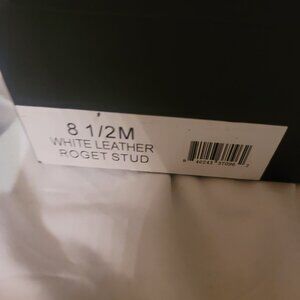 8 1/2M
WHITE LEATHER
ROGET STUD